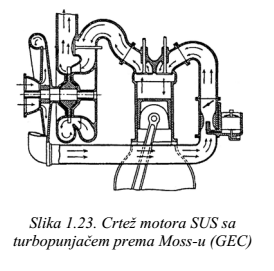 Slika 1.23. Crtež motora SUS sa
turbopunjačem prema Moss-u (GEC)